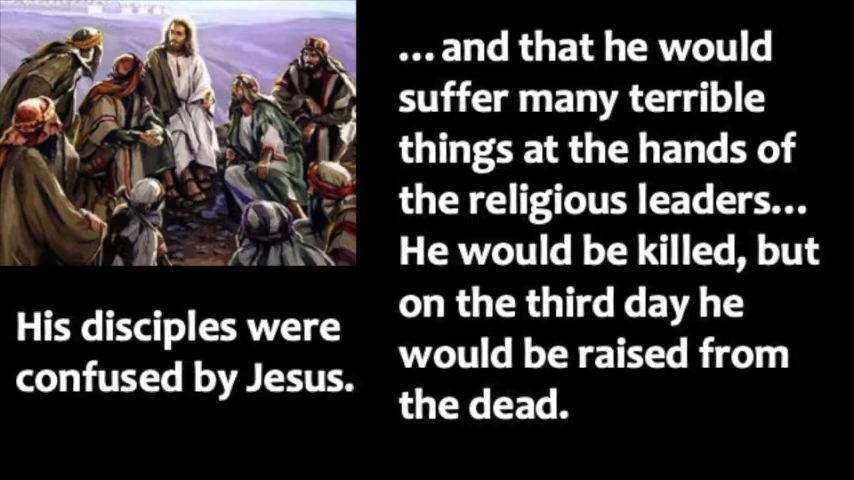 ...and that he would
suffer many terrible
things at the hands of
the religious leaders...
He would be killed, but
on the third day he
would be raised from
the dead.
His disciples were
confused by Jesus.